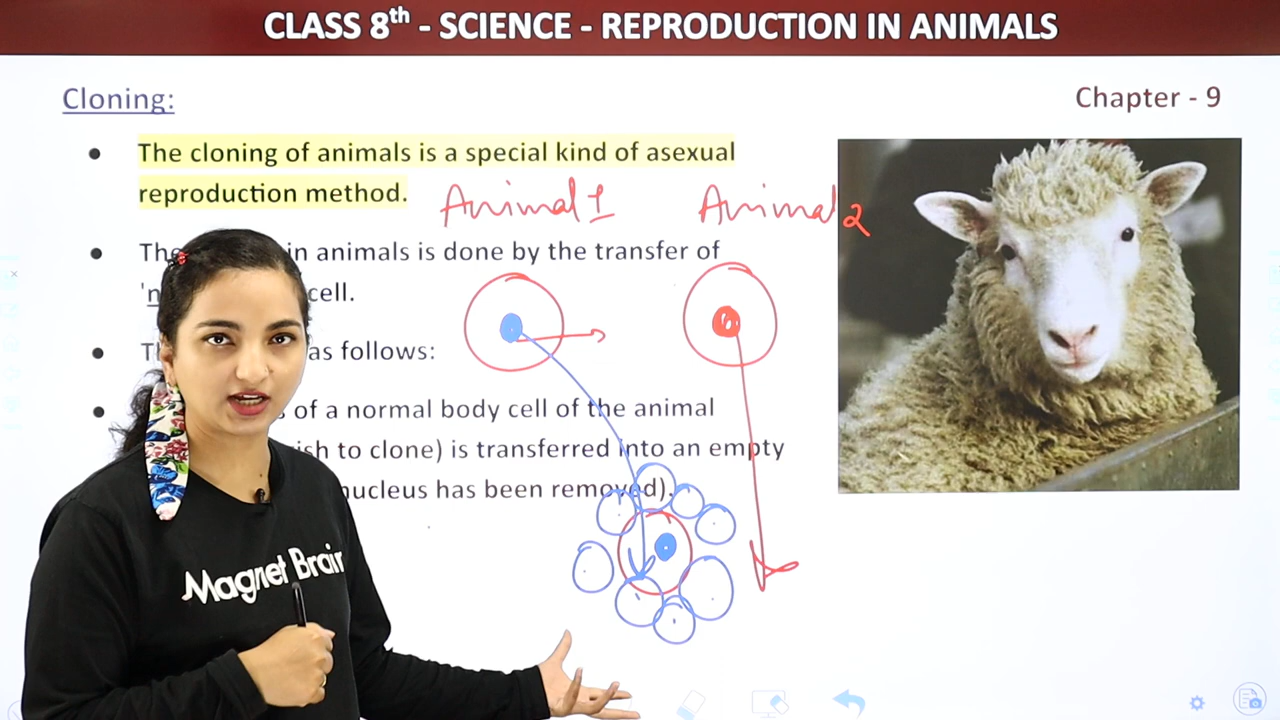 CLASS 8th - SCIENCE - REPRODUCTION IN ANIMALS
Cloning:
Chapter - 9
The cloning of animals is a special kind of asexual
reproduction method.
Animal 1
Animal 2
in animals is done by the transfer of
cell.
as follows:
of a normal body cell of the animal
to clone) is transferred into an empty
nucleus has been removed).
Magnet Brain